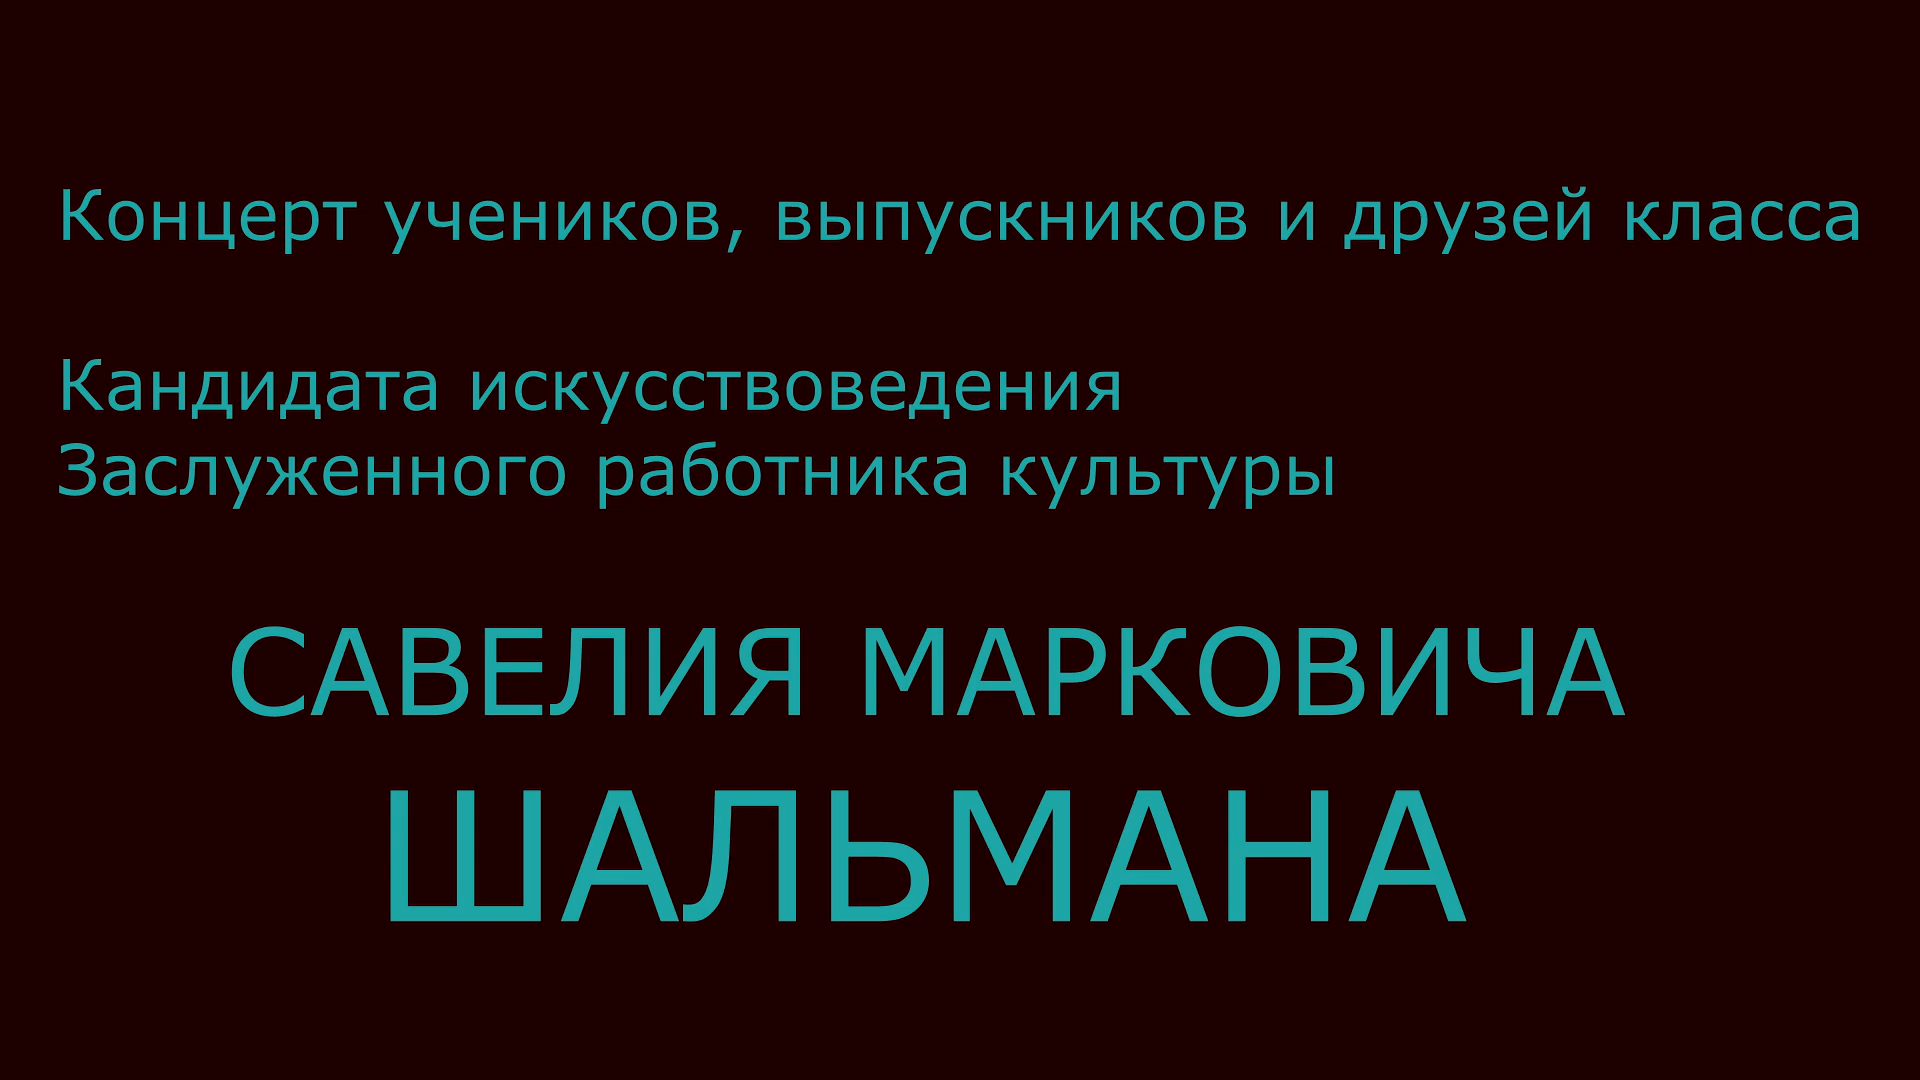 Концерт учеников, выпускников и друзей класса
Кандидата искусствоведения
Заслуженного работника культуры
САВЕЛИЯ МАРКОВИЧА
ШАЛЬМАНА